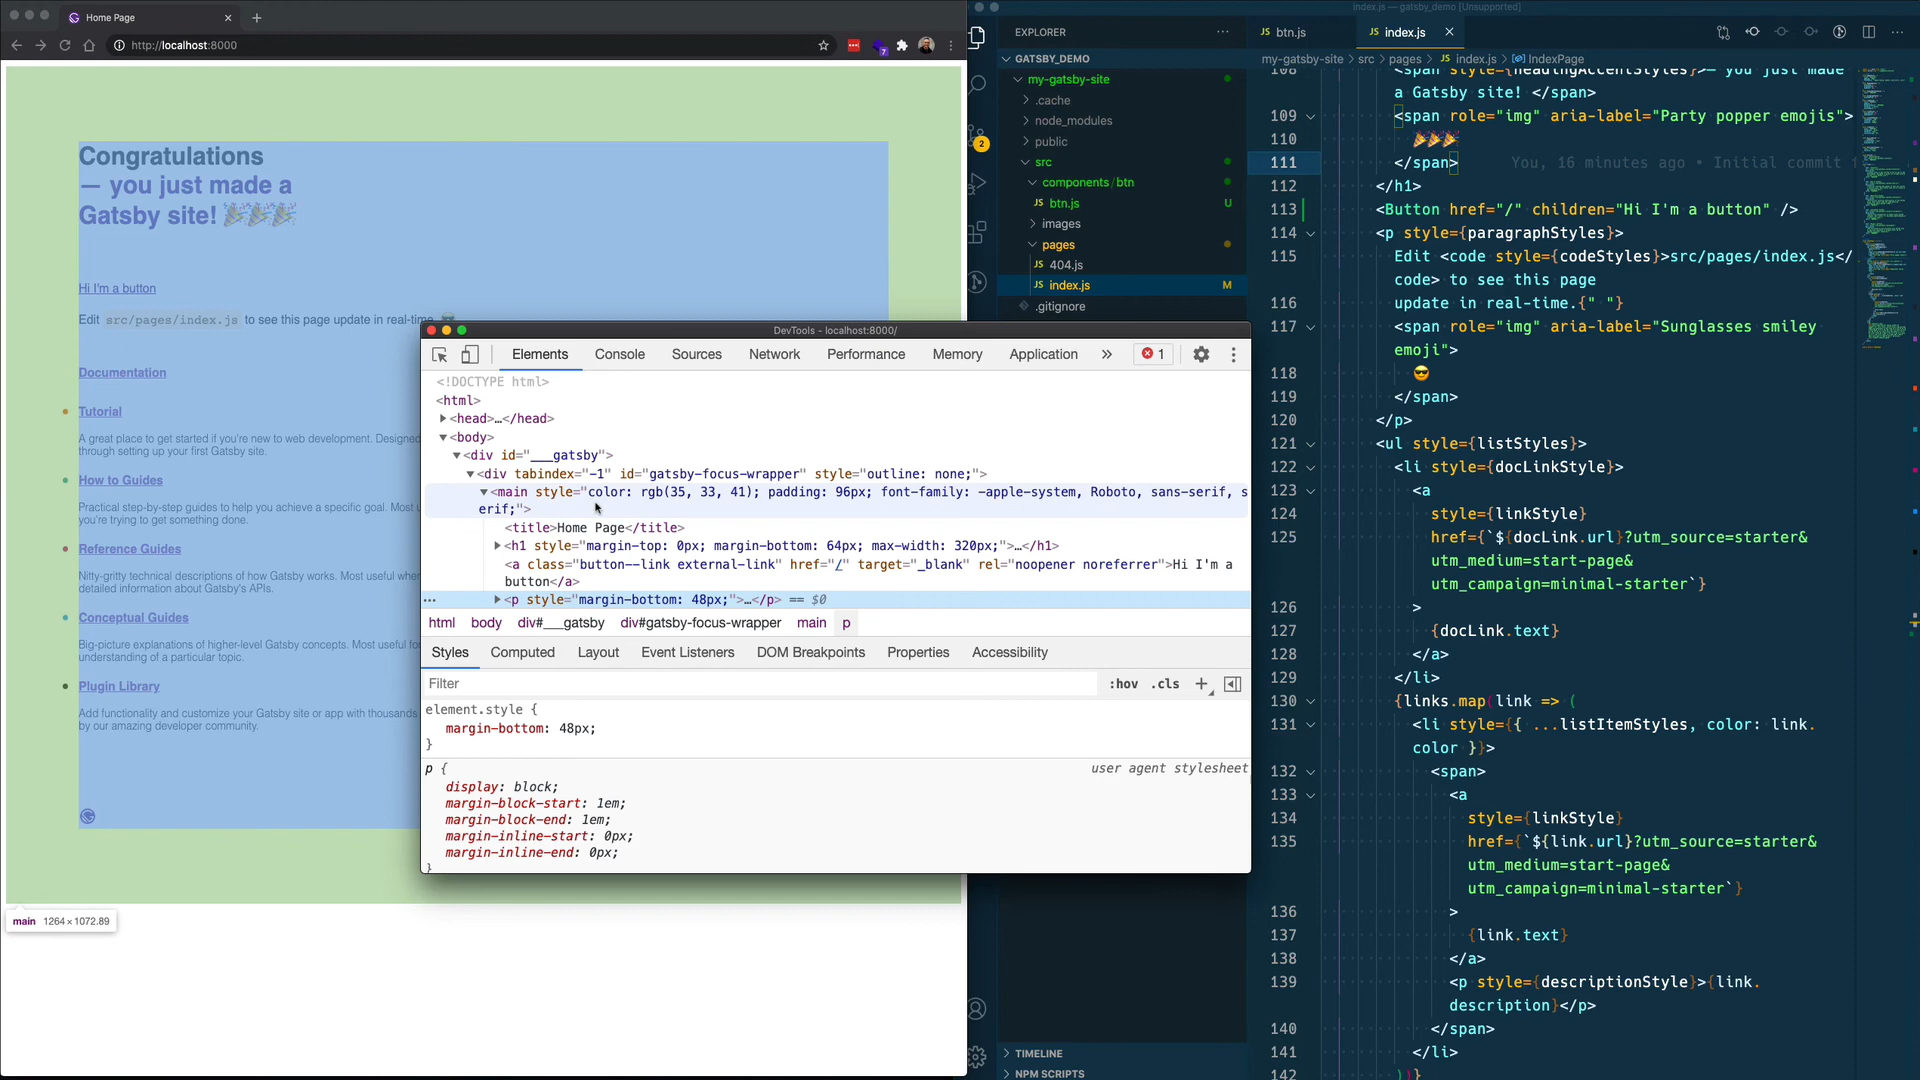 Home Page
http://localhost:8000
7
Congratulations
— you just made a
Gatsby site! 🎉🎉🎉
Hi I'm a button
Edit src/pages/index.js to see this page update in real-time. 😎
Documentation
Tutorial
A great place to get started if you're new to web development. Designed
through setting up your first Gatsby site.
How to Guides
Practical step-by-step guides to help you achieve a specific goal. Most u
you're trying to get something done.
Reference Guides
Nitty-gritty technical descriptions of how Gatsby works. Most useful whe
detailed information about Gatsby's APIs.
Conceptual Guides
Big-picture explanations of higher-level Gatsby concepts. Most useful fo
understanding of a particular topic.
Plugin Library
Add functionality and customize your Gatsby site or app with thousands
by our amazing developer community.
main 1264×1072.89
DevTools - localhost:8000/
Elements Console Sources Network Performance Memory Application » 1
<!DOCTYPE html>
<html>
<head>…</head>
<body>
<div id="___gatsby">
<div tabindex="-1" id="gatsby-focus-wrapper" style="outline: none;">
<main style="color: rgb(35, 33, 41); padding: 96px; font-family: -apple-system, Roboto, sans-serif, s
erif;">
<title>Home Page</title>
<h1 style="margin-top: 0px; margin-bottom: 64px; max-width: 320px;">…</h1>
<a class="button--link external-link" href="/" target="_blank" rel="noopener noreferrer">Hi I'm a
button</a>
… <p style="margin-bottom: 48px;">…</p> == $0
html body div#___gatsby div#gatsby-focus-wrapper main p
Styles Computed Layout Event Listeners DOM Breakpoints Properties Accessibility
Filter :hov .cls +
element.style {
margin-bottom: 48px;
}
p { user agent stylesheet
display: block;
margin-block-start: 1em;
margin-block-end: 1em;
margin-inline-start: 0px;
margin-inline-end: 0px;
}
index.js — gatsby_demo [Unsupported]
2
EXPLORER …
GATSBY_DEMO
my-gatsby-site
.cache
node_modules
public
src
components/btn
JS btn.js U
images
pages
JS 404.js
JS index.js M
.gitignore
TIMELINE
NPM SCRIPTS
JS btn.js JS index.js
my-gatsby-site > src > pages > JS index.js > IndexPage
108 <span style={headingAccentStyles}>— you just made
a Gatsby site! </span>
109 <span role="img" aria-label="Party popper emojis">
110 🎉🎉🎉
111 </span> You, 16 minutes ago • Initial commit f
112 </h1>
113 <Button href="/" children="Hi I'm a button" />
114 <p style={paragraphStyles}>
115 Edit <code style={codeStyles}>src/pages/index.js</
code> to see this page
116 update in real-time.{" "}
117 <span role="img" aria-label="Sunglasses smiley
emoji">
118 😎
119 </span>
120 </p>
121 <ul style={listStyles}>
122 <li style={docLinkStyle}>
123 <a
124 style={linkStyle}
125 href={`${docLink.url}?utm_source=starter&
utm_medium=start-page&
utm_campaign=minimal-starter`}
126 >
127 {docLink.text}
128 </a>
129 </li>
130 {links.map(link => (
131 <li style={{ ...listItemStyles, color: link.
color }}>
132 <span>
133 <a
134 style={linkStyle}
135 href={`${link.url}?utm_source=starter&
utm_medium=start-page&
utm_campaign=minimal-starter`}
136 >
137 {link.text}
138 </a>
139 <p style={descriptionStyle}>{link.
description}</p>
140 </span>
141 </li>
142 ))}